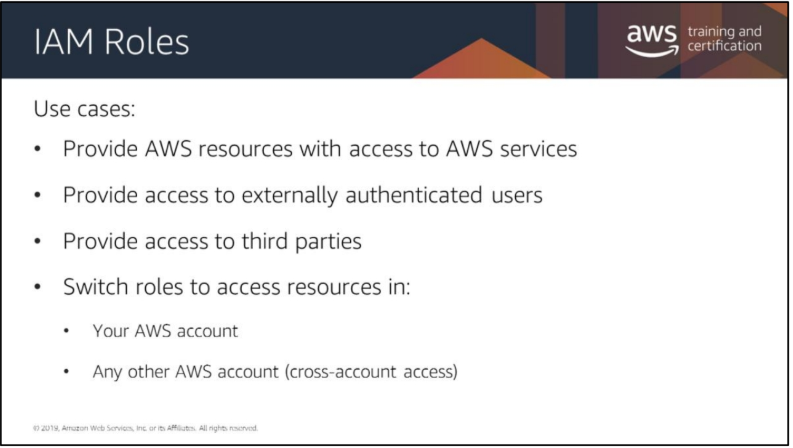 IAM Roles
aws training and
certification
Use cases:
• Provide AWS resources with access to AWS services
• Provide access to externally authenticated users
• Provide access to third parties
• Switch roles to access resources in:
• Your AWS account
• Any other AWS account (cross-account access)
© 2019, Amazon Web Services, Inc. or its Affiliates. All rights reserved.